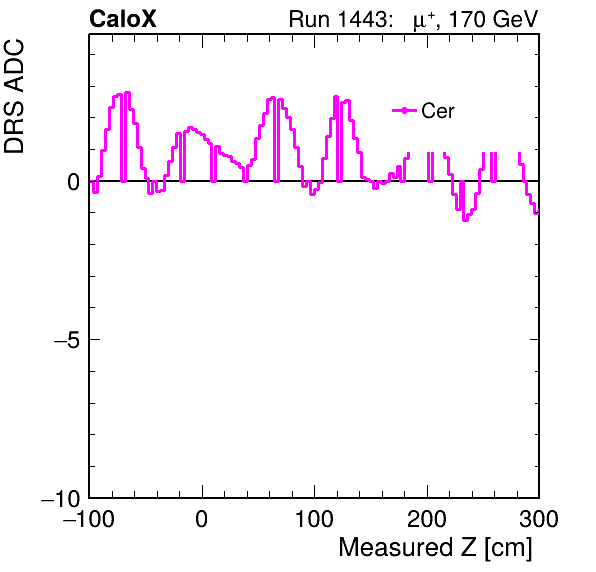 CaloX Run 1443: μ⁺, 170 GeV
DRS ADC
Cer
0
−5
−10
−100 0 100 200 300
Measured Z [cm]